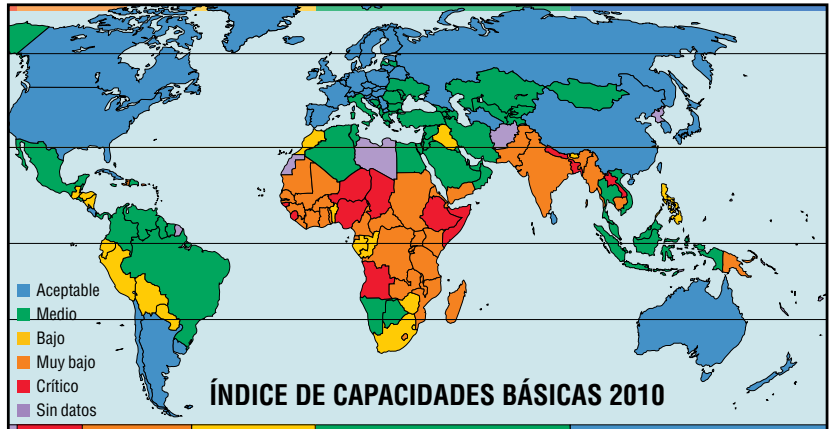 Aceptable
Medio
Bajo
Muy bajo
Crítico
Sin datos
ÍNDICE DE CAPACIDADES BÁSICAS 2010